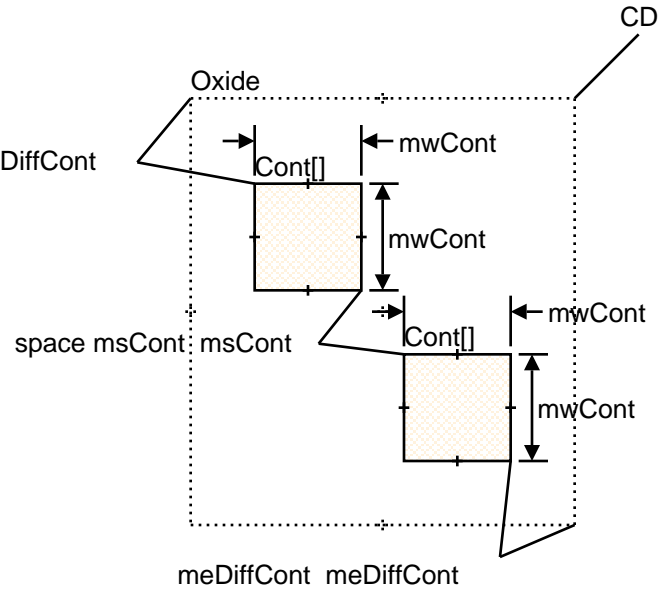 CD
Oxide
mwCont
DiffCont
Cont[]
mwCont
mwCont
space msCont msCont
Cont[]
mwCont
meDiffCont meDiffCont